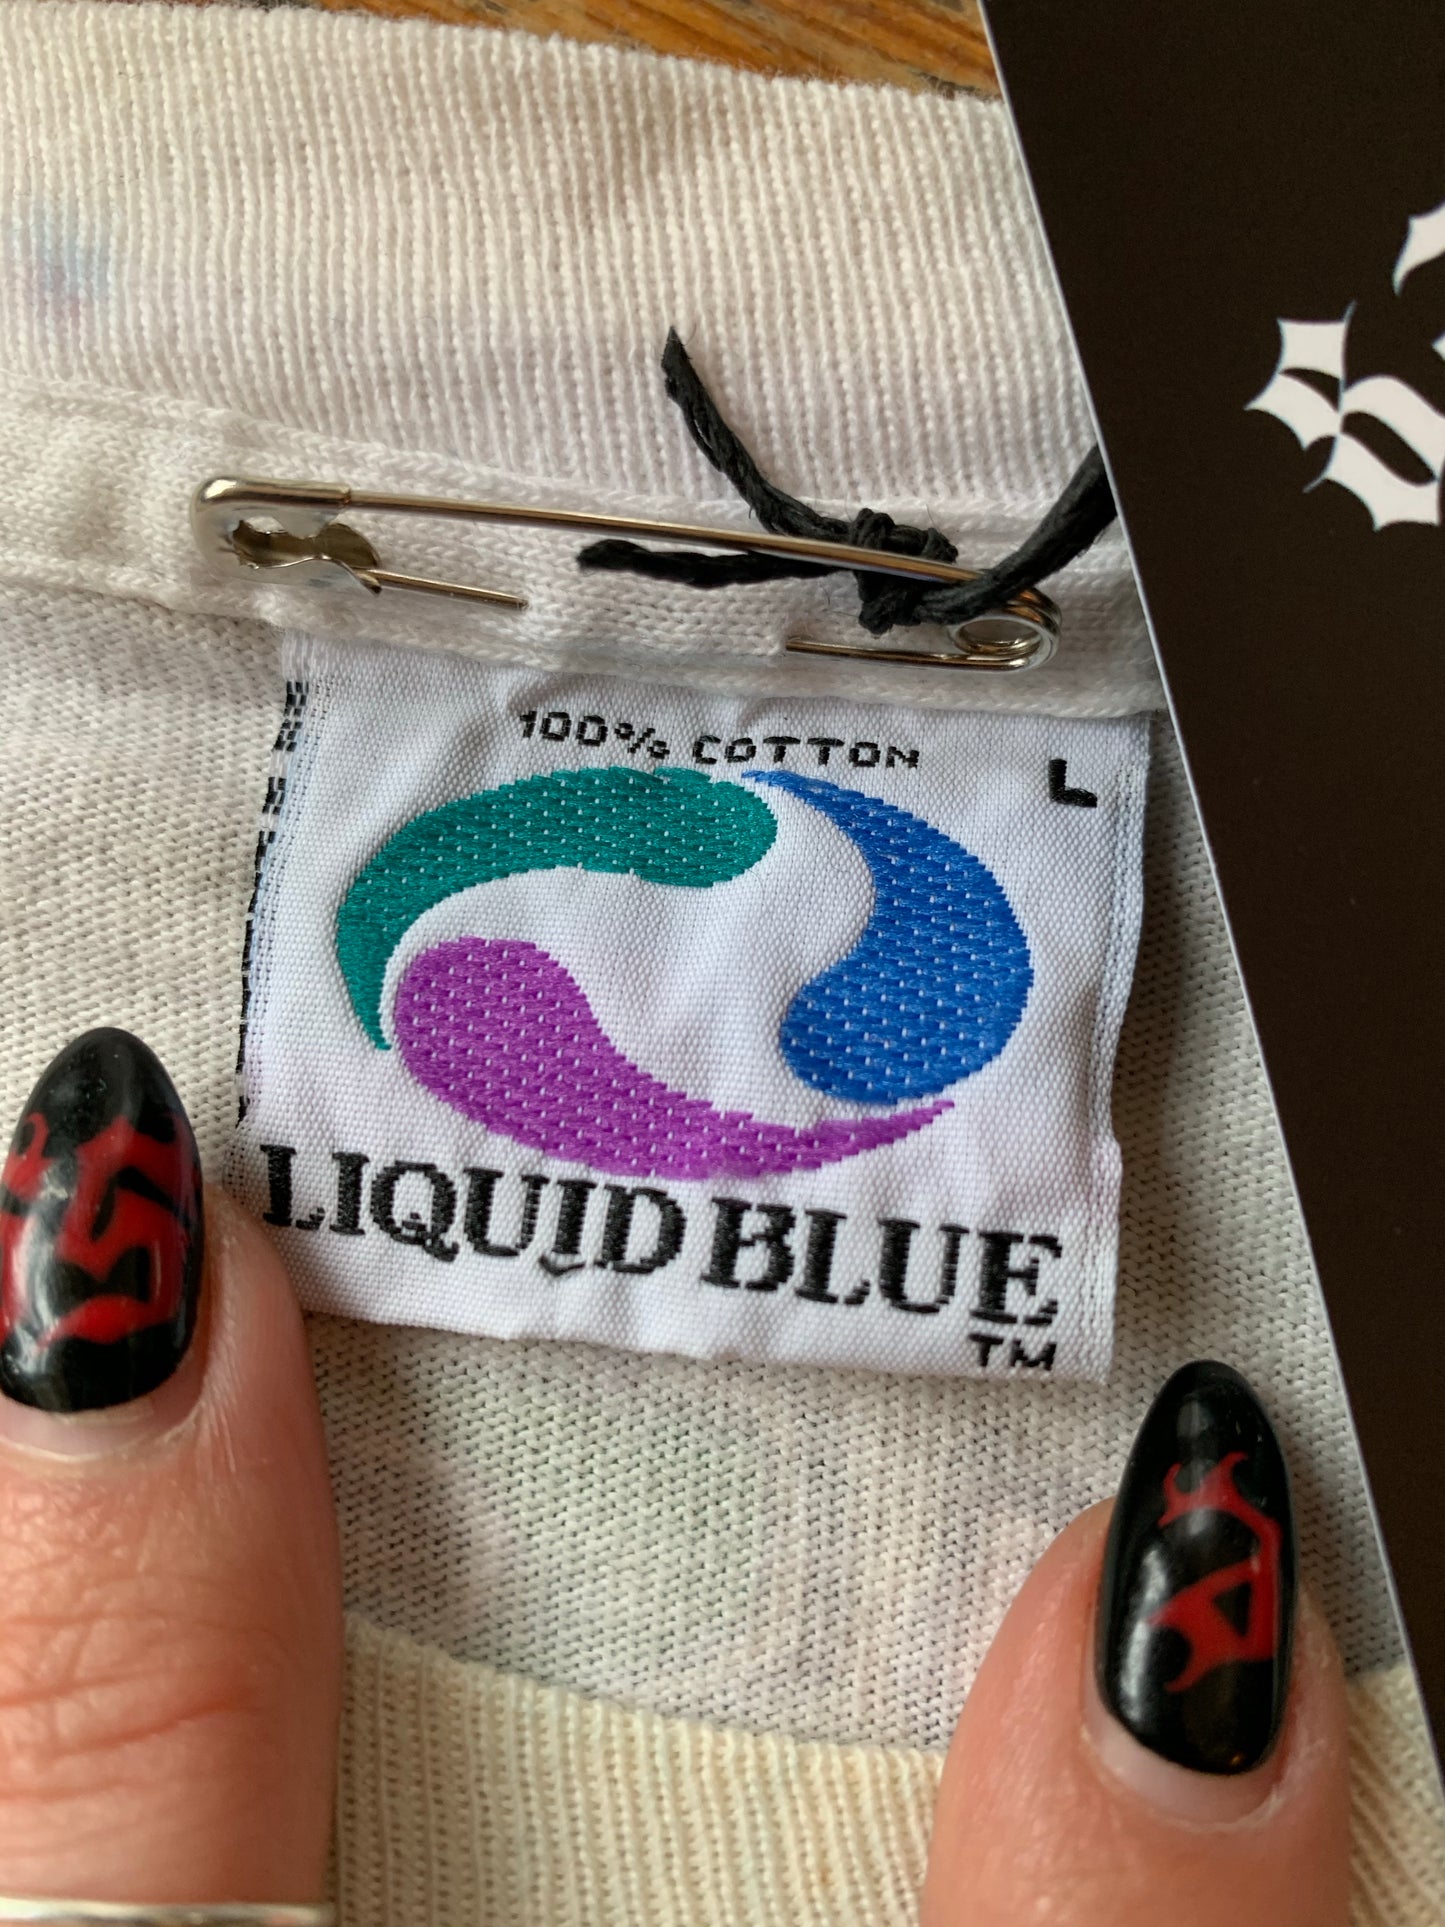 100% COTTON
L
LIQUID BLUE
TM